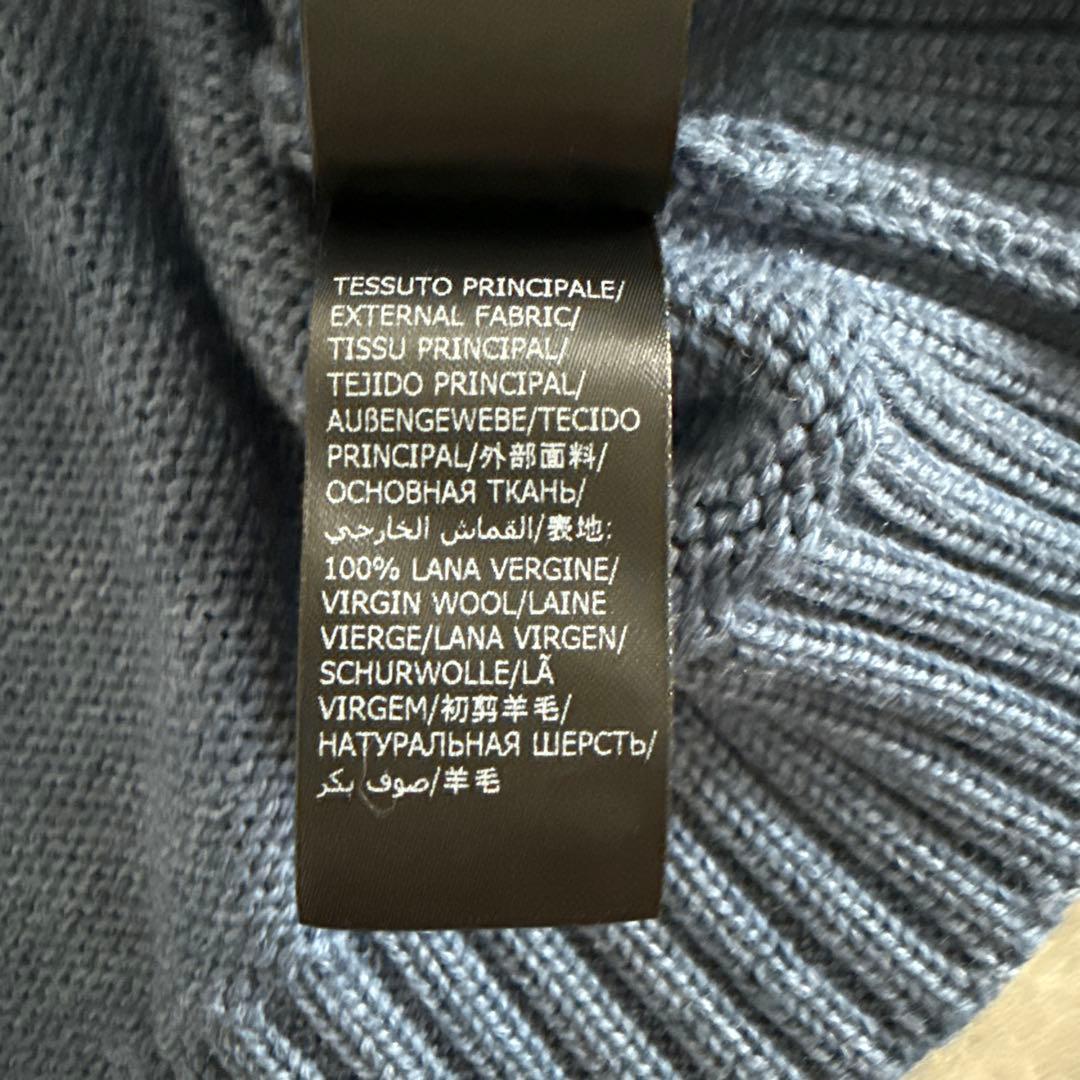 TESSUTO PRINCIPALE/
EXTERNAL FABRIC/
TISSU PRINCIPAL/
TEJIDO PRINCIPAL/
AUßENGEWEBE/TECIDO
PRINCIPAL/外部面料/
ОСНОВНАЯ ТКАНЬ/
القماش الخارجي/表地:
100% LANA VERGINE/
VIRGIN WOOL/LAINE
VIERGE/LANA VIRGEN/
SCHURWOLLE/LÃ
VIRGEM/初剪羊毛/
НАТУРАЛЬНАЯ ШЕРСТЬ/
صوف بكر/羊毛